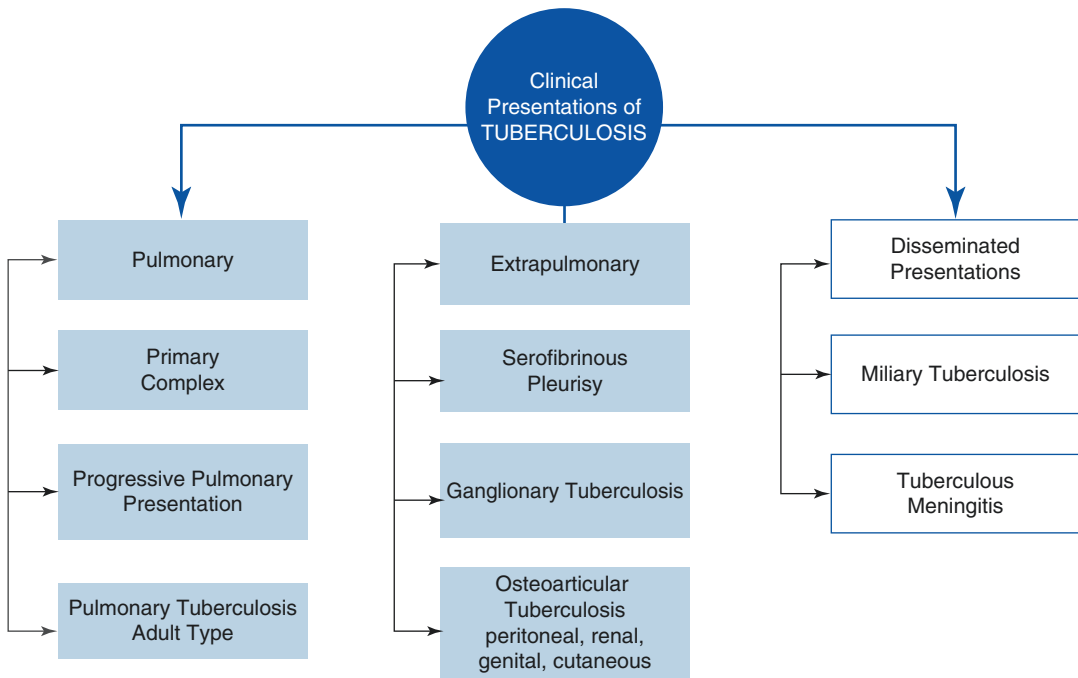 Clinical
Presentations of
TUBERCULOSIS
Pulmonary
Primary
Complex
Progressive Pulmonary
Presentation
Pulmonary Tuberculosis
Adult Type
Extrapulmonary
Serofibrinous
Pleurisy
Ganglionary Tuberculosis
Osteoarticular
Tuberculosis
peritoneal, renal,
genital, cutaneous
Disseminated
Presentations
Miliary Tuberculosis
Tuberculous
Meningitis